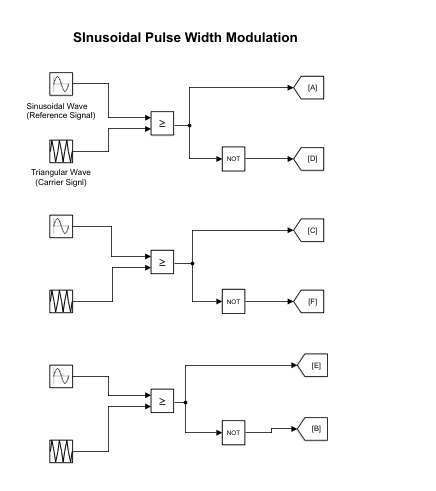 SInusoidal Pulse Width Modulation
[A]
Sinusoidal Wave
(Reference Signal)
≥
NOT
[D]
Triangular Wave
(Carrier Signl)
[C]
≥
NOT
[F]
[E]
≥
NOT
[B]